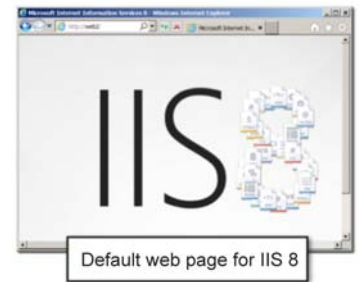 Microsoft Internet Information Services 8 - Windows Internet Explorer
http://web2/
Microsoft Internet In...
IIS8
Default web page for IIS 8